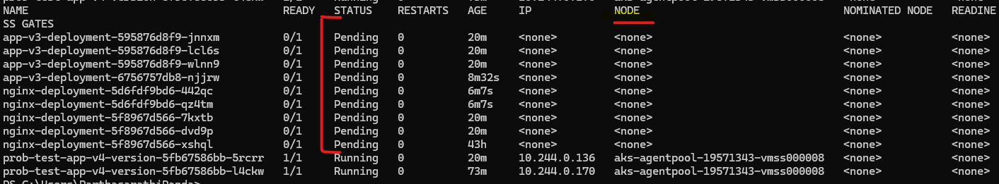 NAME READY STATUS RESTARTS AGE IP NODE NOMINATED NODE READINE
SS GATES
app-v3-deployment-595876d8f9-jnnxm 0/1 Pending 0 20m <none> <none> <none> <none>
app-v3-deployment-595876d8f9-lcl6s 0/1 Pending 0 20m <none> <none> <none> <none>
app-v3-deployment-595876d8f9-wlnn9 0/1 Pending 0 20m <none> <none> <none> <none>
app-v3-deployment-6756757db8-njjrw 0/1 Pending 0 8m32s <none> <none> <none> <none>
nginx-deployment-5d6fdf9bd6-442qc 0/1 Pending 0 6m7s <none> <none> <none> <none>
nginx-deployment-5d6fdf9bd6-qz4tm 0/1 Pending 0 6m7s <none> <none> <none> <none>
nginx-deployment-5f8967d566-7kxtb 0/1 Pending 0 20m <none> <none> <none> <none>
nginx-deployment-5f8967d566-dvd9p 0/1 Pending 0 20m <none> <none> <none> <none>
nginx-deployment-5f8967d566-xshql 0/1 Pending 0 43h <none> <none> <none> <none>
prob-test-app-v4-version-5fb67586bb-5rcrr 1/1 Running 0 20m 10.244.0.136 aks-agentpool-19571343-vmss000008 <none> <none>
prob-test-app-v4-version-5fb67586bb-l4ckw 1/1 Running 0 73m 10.244.0.170 aks-agentpool-19571343-vmss000008 <none> <none>